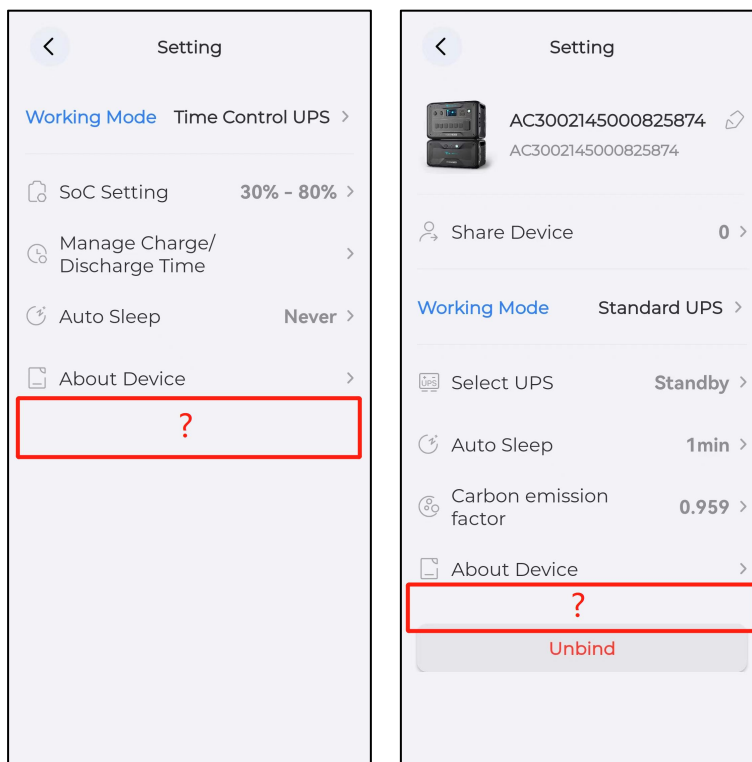 Setting
Working Mode Time Control UPS
SoC Setting 30% - 80%
Manage Charge/
Discharge Time
Auto Sleep Never
About Device
?
Setting
AC3002145000825874
AC3002145000825874
Share Device 0
Working Mode Standard UPS
UPS Select UPS Standby
Auto Sleep 1min
Carbon emission
factor 0.959
About Device
?
Unbind